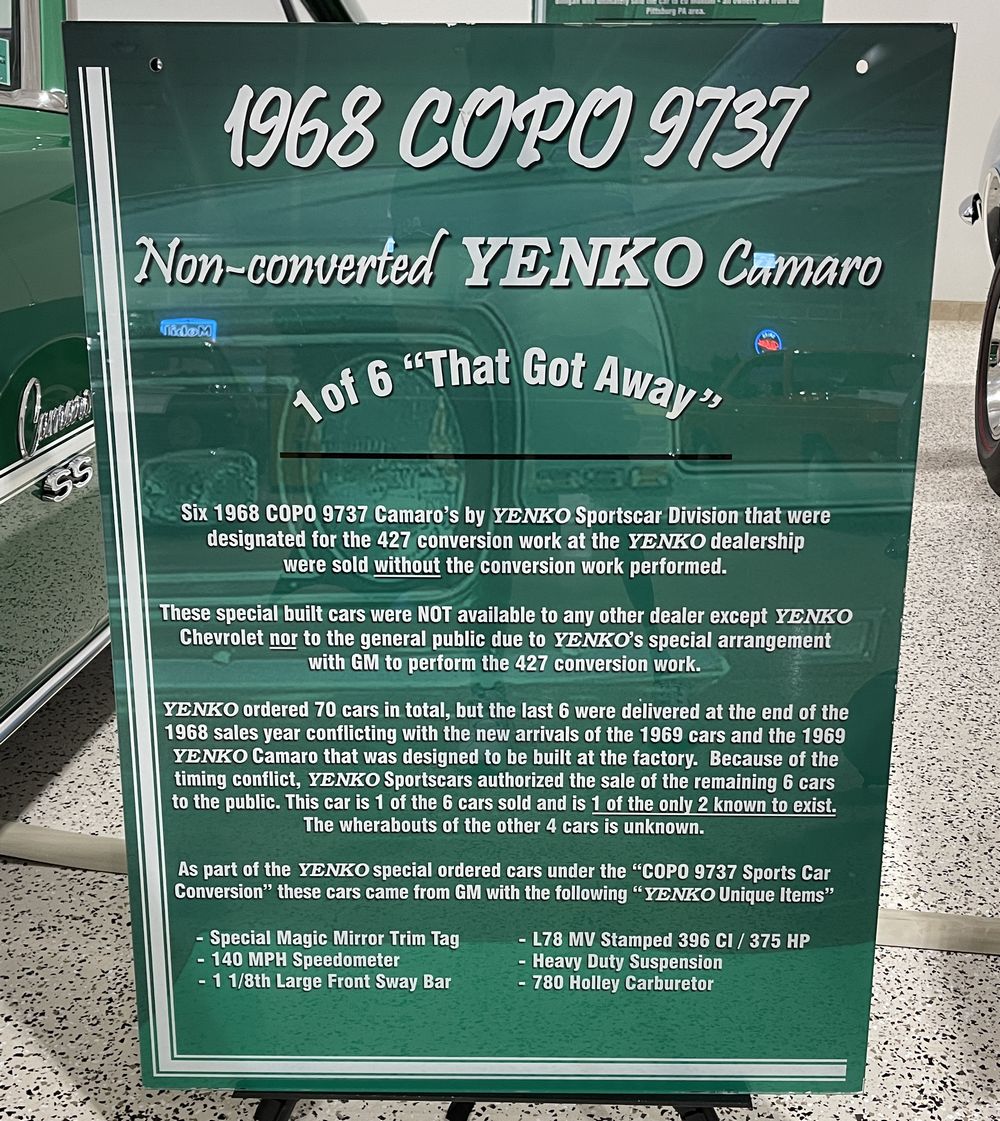 Pittsburg PA area.
1968 COPO 9737
Non-converted YENKO Camaro
1 of 6 “That Got Away”
Six 1968 COPO 9737 Camaro's by YENKO Sportscar Division that were
designated for the 427 conversion work at the YENKO dealership
were sold without the conversion work performed.
These special built cars were NOT available to any other dealer except YENKO
Chevrolet nor to the general public due to YENKO's special arrangement
with GM to perform the 427 conversion work.
YENKO ordered 70 cars in total, but the last 6 were delivered at the end of the
1968 sales year conflicting with the new arrivals of the 1969 cars and the 1969
YENKO Camaro that was designed to be built at the factory. Because of the
timing conflict, YENKO Sportscars authorized the sale of the remaining 6 cars
to the public. This car is 1 of the 6 cars sold and is 1 of the only 2 known to exist.
The wherabouts of the other 4 cars is unknown.
As part of the YENKO special ordered cars under the “COPO 9737 Sports Car
Conversion” these cars came from GM with the following “YENKO Unique Items”
- Special Magic Mirror Trim Tag
- 140 MPH Speedometer
- 1 1/8th Large Front Sway Bar
- L78 MV Stamped 396 CI / 375 HP
- Heavy Duty Suspension
- 780 Holley Carburetor
Camaro
SS
Mobil